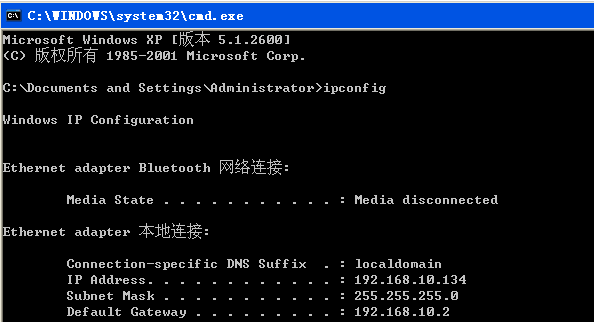 C:\WINDOWS\system32\cmd.exe
Microsoft Windows XP [版本 5.1.2600]
(C) 版权所有 1985-2001 Microsoft Corp.
C:\Documents and Settings\Administrator>ipconfig
Windows IP Configuration
Ethernet adapter Bluetooth 网络连接:
Media State . . . . . . . . . . . : Media disconnected
Ethernet adapter 本地连接:
Connection-specific DNS Suffix  . : localdomain
IP Address. . . . . . . . . . . . : 192.168.10.134
Subnet Mask . . . . . . . . . . . : 255.255.255.0
Default Gateway . . . . . . . . . : 192.168.10.2